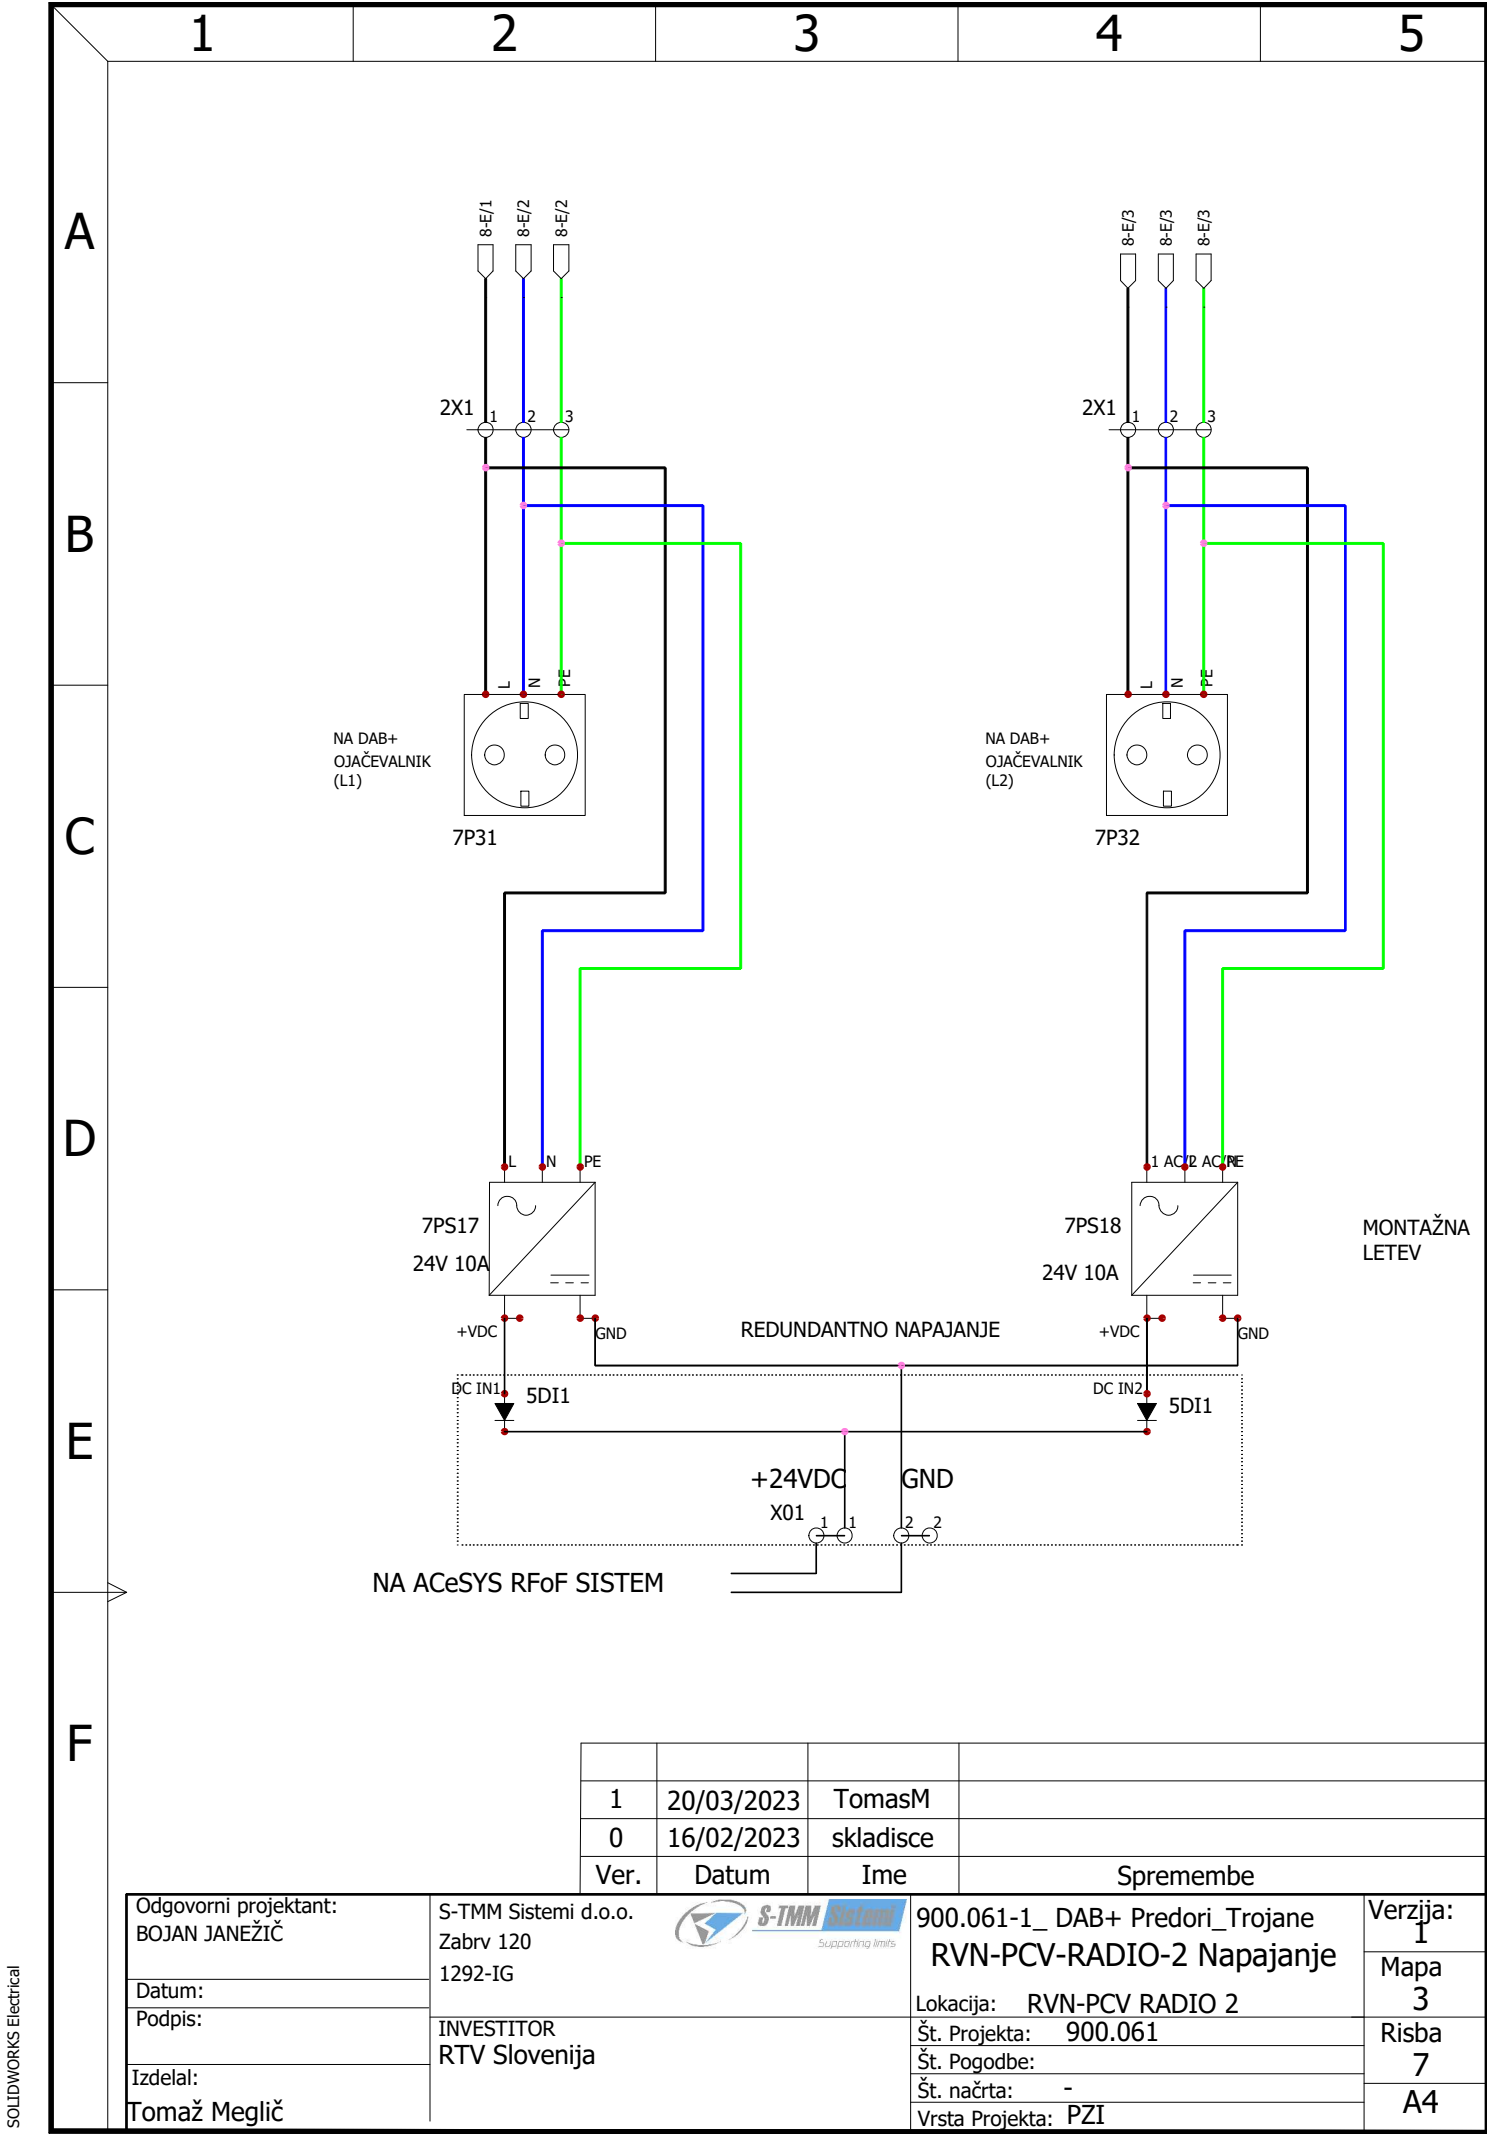 1 2 3 4 5
A
8-E/1 8-E/2 8-E/2 8-E/3 8-E/3 8-E/3
2X1 1 2 3 2X1 1 2 3
B
L N PE L N PE
NA DAB+
OJAČEVALNIK
(L1)
NA DAB+
OJAČEVALNIK
(L2)
C
7P31 7P32
D
L N PE 1 AC/L 2 AC/N PE
7PS17
24V 10A
7PS18
24V 10A
MONTAŽNA
LETEV
+VDC GND REDUNDANTNO NAPAJANJE +VDC GND
DC IN1 5DI1 DC IN2 5DI1
E
+24VDC GND
X01 1 1 2 2
NA ACeSYS RFoF SISTEM
F
1 20/03/2023 TomasM
0 16/02/2023 skladisce
Ver. Datum Ime Spremembe
Odgovorni projektant:
BOJAN JANEŽIČ
Datum:
Podpis:
Izdelal:
Tomaž Meglič
S-TMM Sistemi d.o.o.
Zabrv 120
1292-IG
S-TMM Sistemi
Supporting limits
INVESTITOR
RTV Slovenija
900.061-1_ DAB+ Predori_Trojane
RVN-PCV-RADIO-2 Napajanje
Lokacija: RVN-PCV RADIO 2
Št. Projekta: 900.061
Št. Pogodbe:
Št. načrta: -
Vrsta Projekta: PZI
Verzija:
1
Mapa
3
Risba
7
A4
SOLIDWORKS Electrical